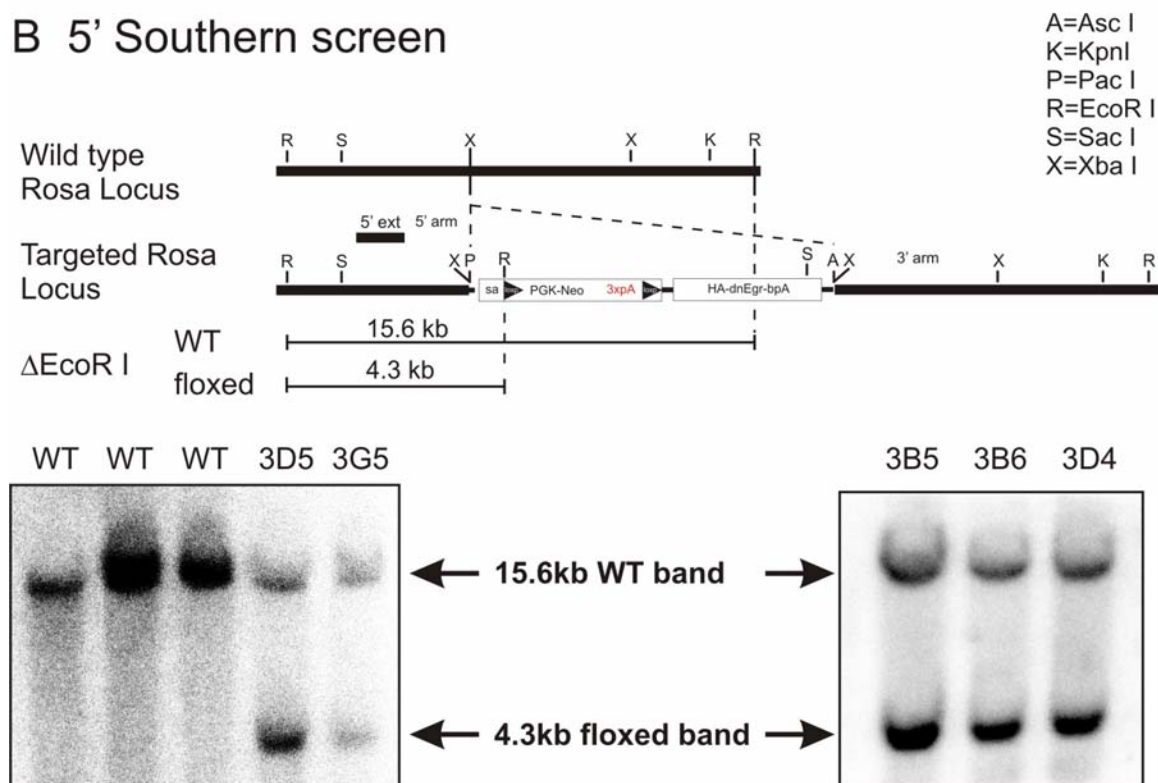 B 5' Southern screen
A=Asc I
K=KpnI
P=Pac I
R=EcoR I
S=Sac I
X=Xba I
R S X X K R
Wild type
Rosa Locus
5' ext 5' arm
Targeted Rosa
Locus
R S X P R S A X 3' arm X K R
sa loxp PGK-Neo 3xpA loxp HA-dnEgr-bpA
15.6 kb
ΔEcoR I WT
floxed
4.3 kb
WT WT WT 3D5 3G5
3B5 3B6 3D4
15.6kb WT band
4.3kb floxed band